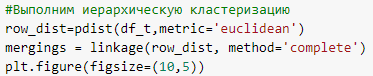 #Выполним иерархическую кластеризацию
row_dist=pdist(df_t,metric='euclidean')
mergings = linkage(row_dist, method='complete')
plt.figure(figsize=(10,5))